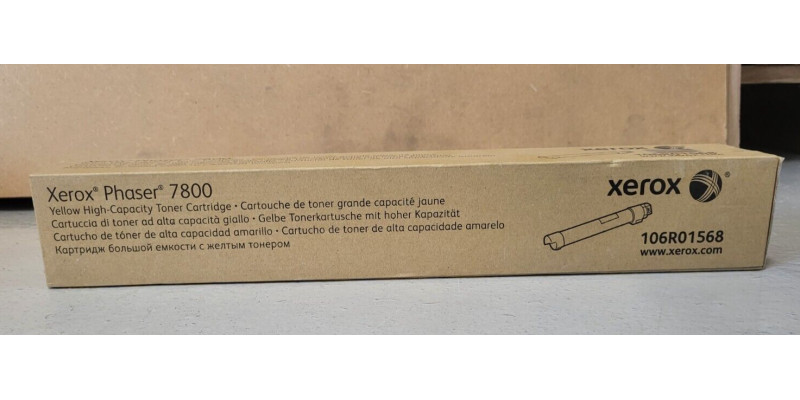 Xerox® Phaser® 7800
Yellow High-Capacity Toner Cartridge • Cartouche de toner grande capacité jaune
Cartuccia di toner ad alta capacità giallo • Gelbe Tonerkartusche mit hoher Kapazität
Cartucho de tóner de alta capacidad amarillo • Cartucho de toner de alta capacidade amarelo
Картридж большой емкости с желтым тонером
xerox
106R01568
www.xerox.com